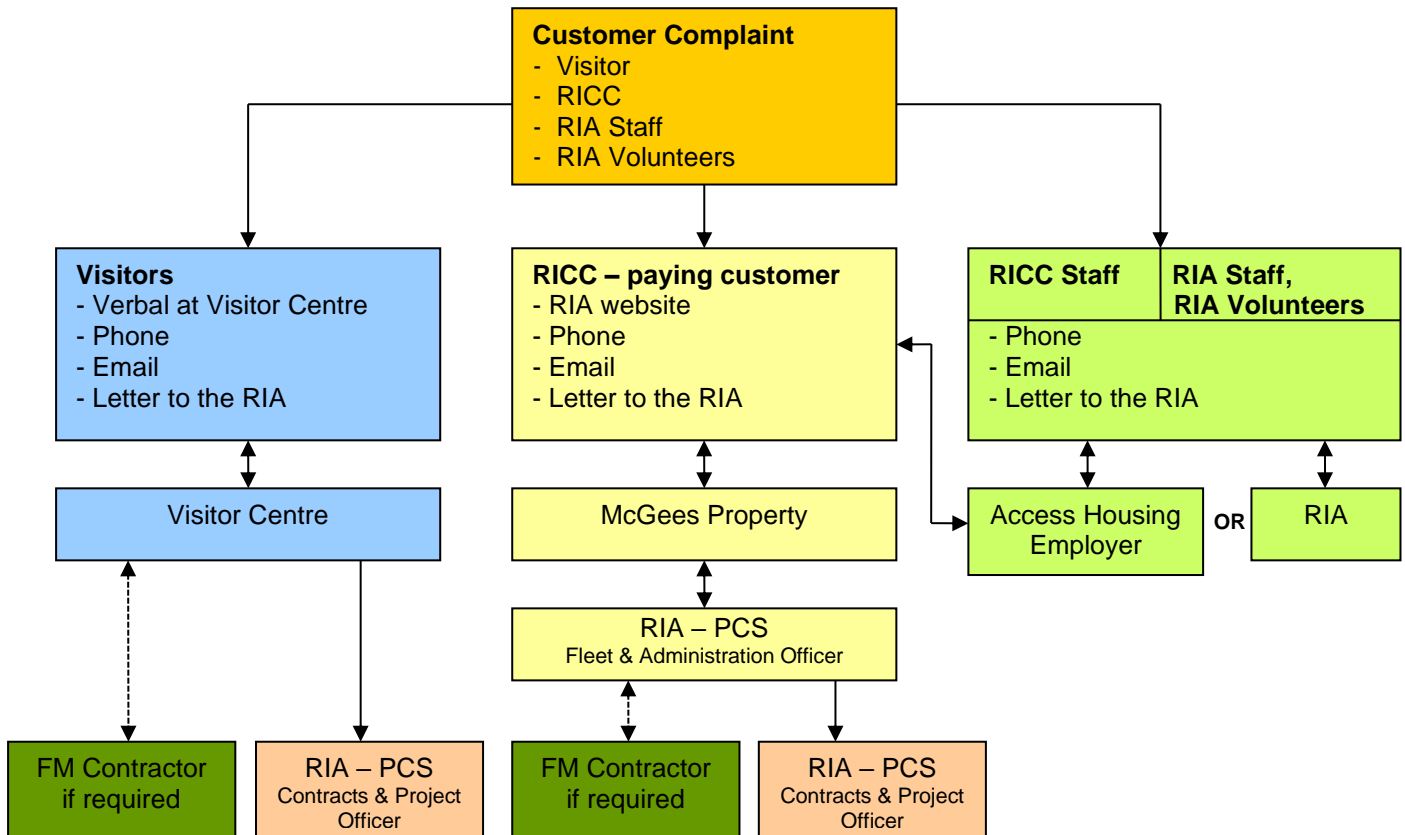 Customer Complaint
- Visitor
- RICC
- RIA Staff
- RIA Volunteers
Visitors
- Verbal at Visitor Centre
- Phone
- Email
- Letter to the RIA
RICC – paying customer
- RIA website
- Phone
- Email
- Letter to the RIA
RICC Staff
RIA Staff,
RIA Volunteers
- Phone
- Email
- Letter to the RIA
Visitor Centre
McGees Property
Access Housing
Employer
OR
RIA
RIA – PCS
Fleet & Administration Officer
FM Contractor
if required
RIA – PCS
Contracts & Project
Officer
FM Contractor
if required
RIA – PCS
Contracts & Project
Officer